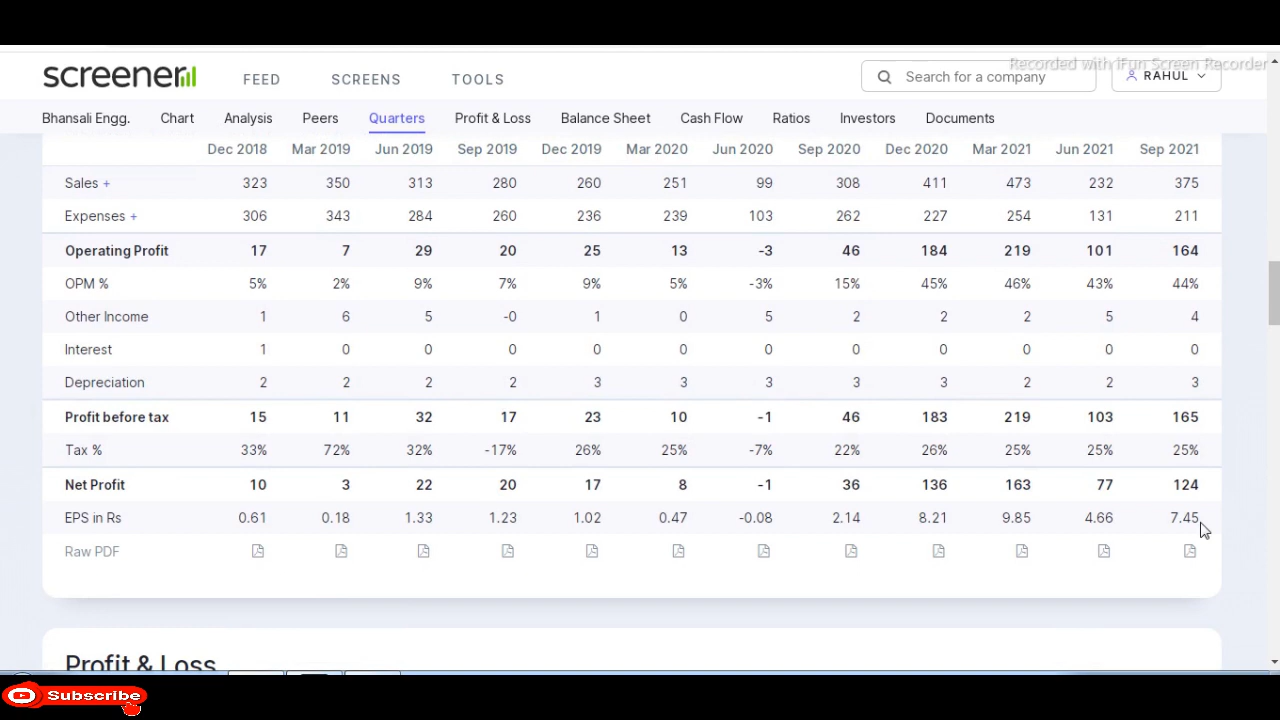 Recorded with iFun Screen Recorder
screener FEED SCREENS TOOLS Search for a company RAHUL
Bhansali Engg. Chart Analysis Peers Quarters Profit & Loss Balance Sheet Cash Flow Ratios Investors Documents
Dec 2018 Mar 2019 Jun 2019 Sep 2019 Dec 2019 Mar 2020 Jun 2020 Sep 2020 Dec 2020 Mar 2021 Jun 2021 Sep 2021
Sales + 323 350 313 280 260 251 99 308 411 473 232 375
Expenses + 306 343 284 260 236 239 103 262 227 254 131 211
Operating Profit 17 7 29 20 25 13 -3 46 184 219 101 164
OPM % 5% 2% 9% 7% 9% 5% -3% 15% 45% 46% 43% 44%
Other Income 1 6 5 -0 1 0 5 2 2 2 5 4
Interest 1 0 0 0 0 0 0 0 0 0 0 0
Depreciation 2 2 2 2 3 3 3 3 3 2 2 3
Profit before tax 15 11 32 17 23 10 -1 46 183 219 103 165
Tax % 33% 72% 32% -17% 26% 25% -7% 22% 26% 25% 25% 25%
Net Profit 10 3 22 20 17 8 -1 36 136 163 77 124
EPS in Rs 0.61 0.18 1.33 1.23 1.02 0.47 -0.08 2.14 8.21 9.85 4.66 7.45
Raw PDF
Profit & Loss
Subscribe